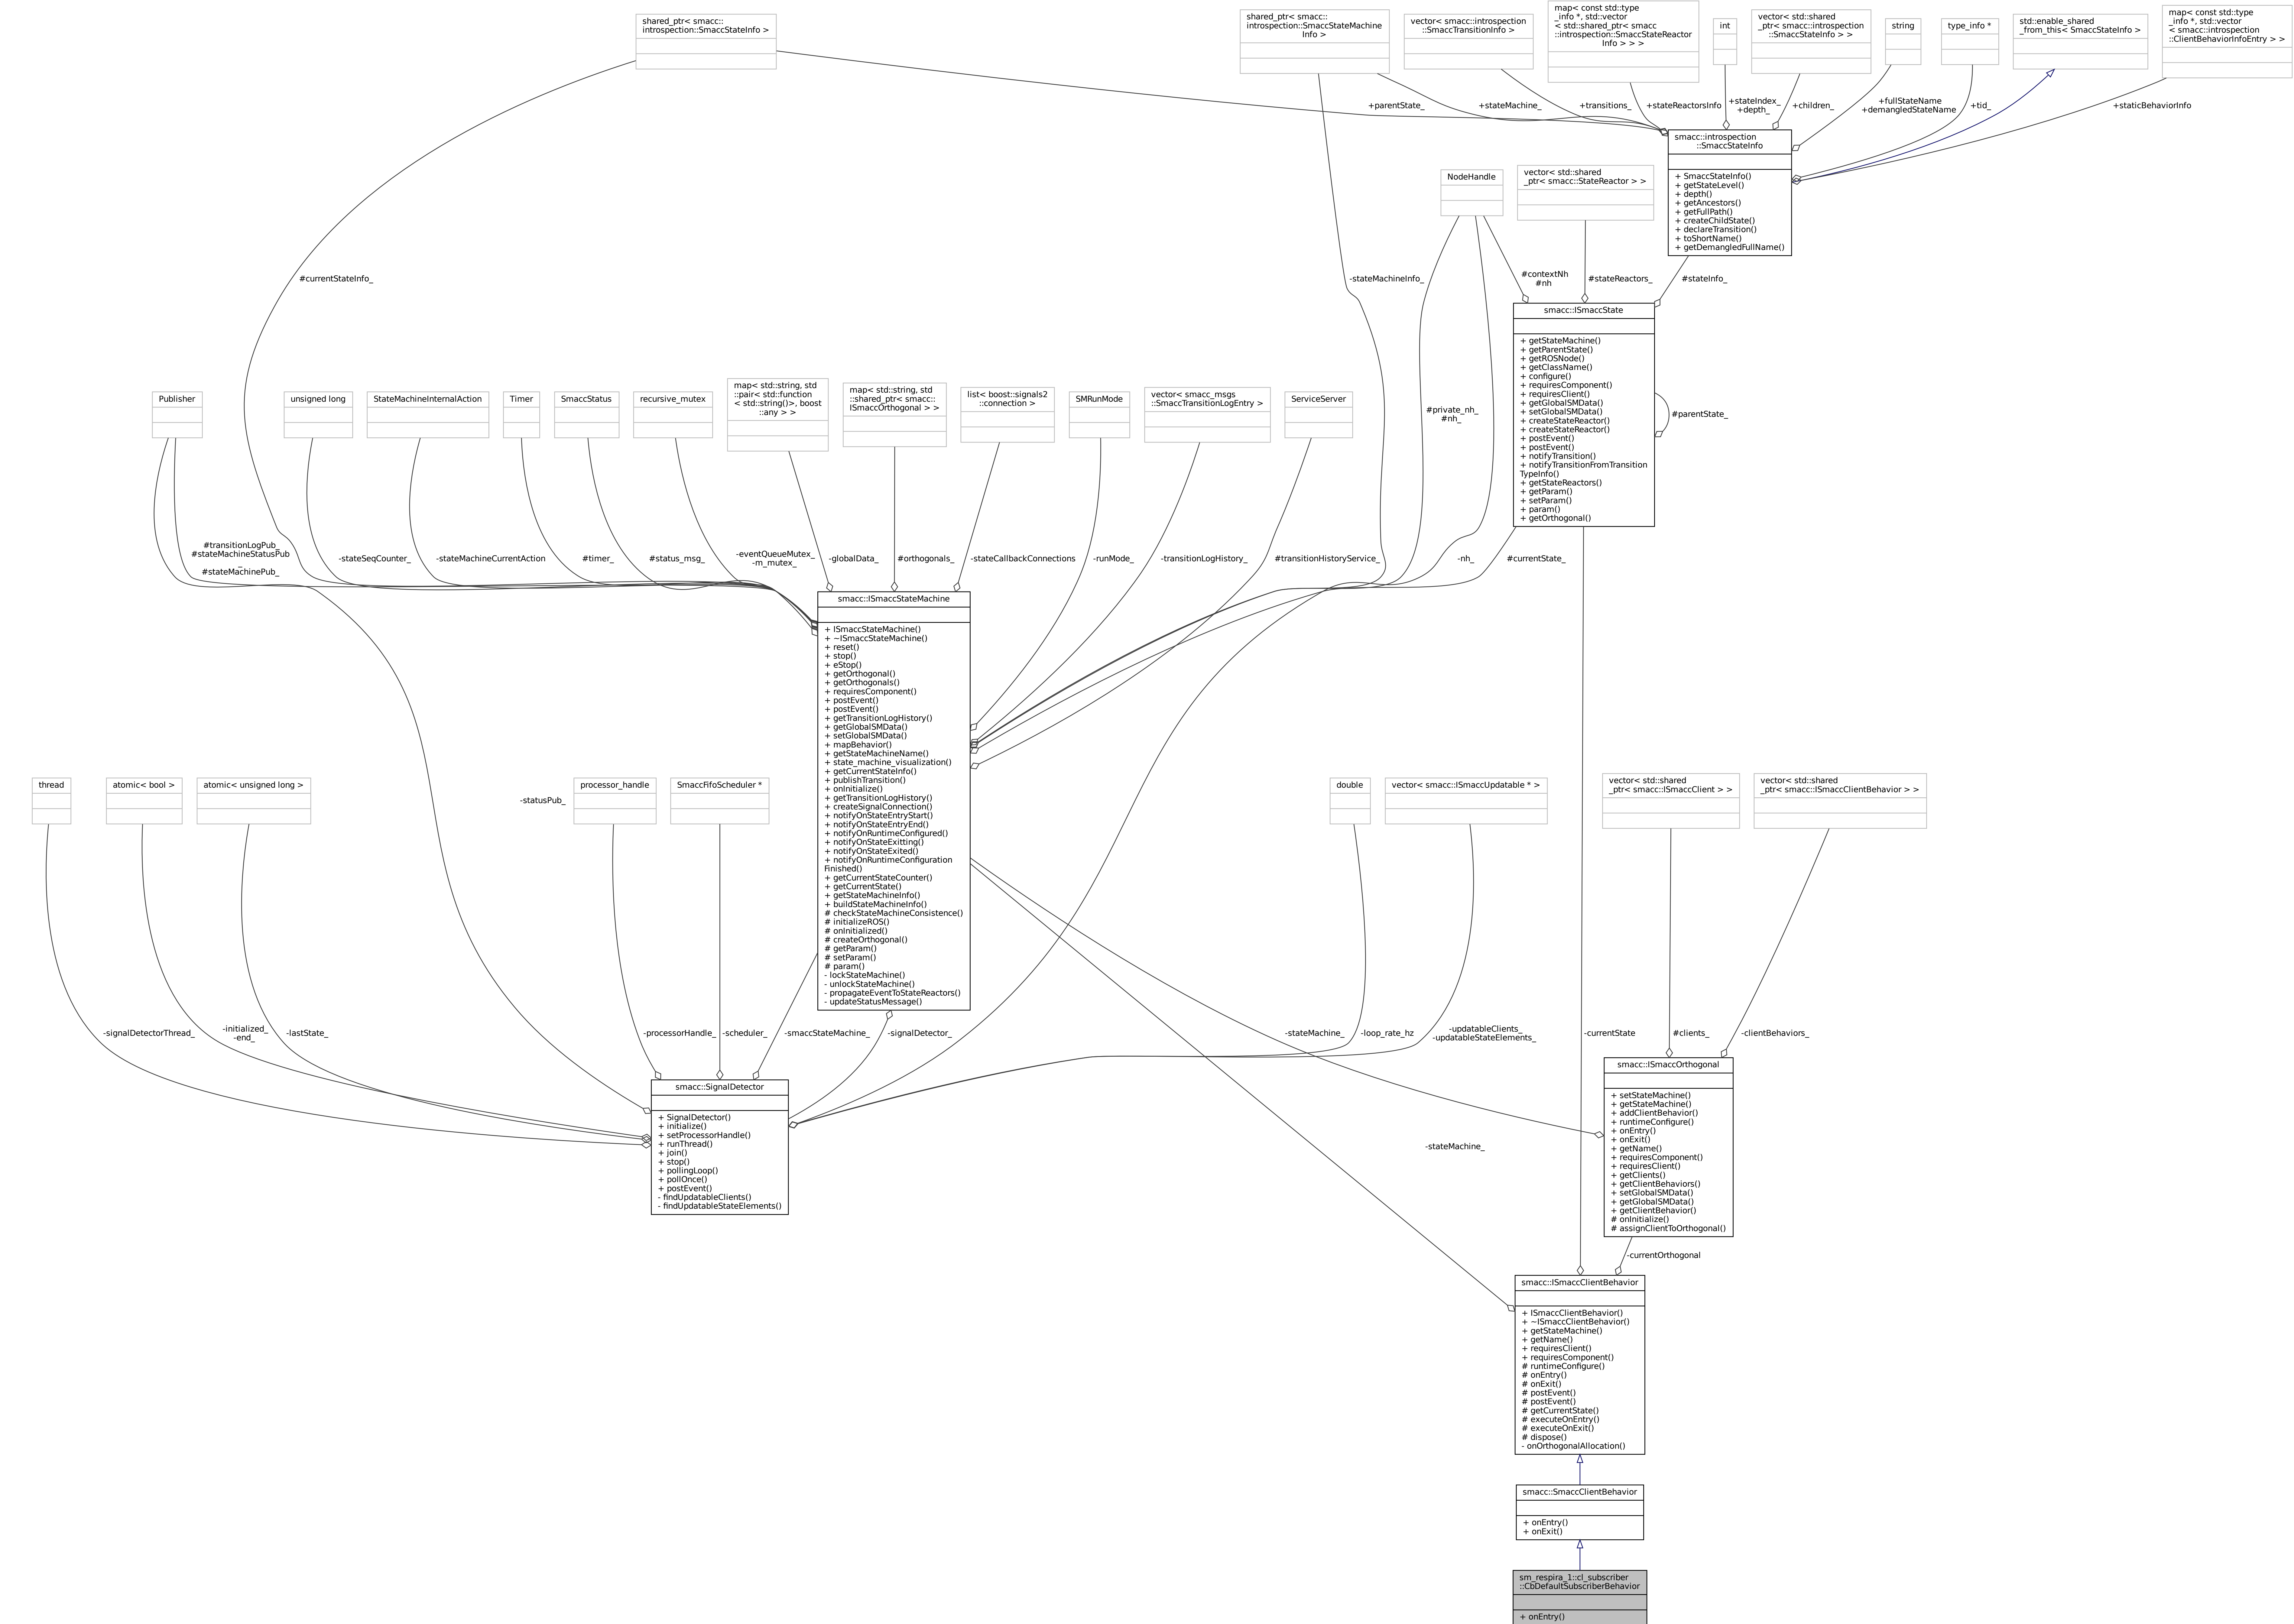 shared_ptr< smacc::
introspection::SmaccStateInfo >
shared_ptr< smacc::
introspection::SmaccStateMachine
Info >
vector< smacc::introspection
::SmaccTransitionInfo >
map< const std::type
_info *, std::vector
< std::shared_ptr< smacc
::introspection::SmaccStateReactor
Info > > >
int
vector< std::shared
_ptr< smacc::introspection
::SmaccStateInfo > >
string
type_info *
std::enable_shared
_from_this< SmaccStateInfo >
map< const std::type
_info *, std::vector
< smacc::introspection
::ClientBehaviorInfoEntry > >
+parentState_
+stateMachine_
+transitions_
+stateReactorsInfo
+stateIndex_
+depth_
+children_
+fullStateName
+demangledStateName
+tid_
+staticBehaviorInfo
smacc::introspection
::SmaccStateInfo
+ SmaccStateInfo()
+ getStateLevel()
+ depth()
+ getAncestors()
+ getFullPath()
+ createChildState()
+ declareTransition()
+ toShortName()
+ getDemangledFullName()
NodeHandle
vector< std::shared
_ptr< smacc::StateReactor > >
#currentStateInfo_
-stateMachineInfo_
#contextNh
#nh
#stateReactors_
#stateInfo_
smacc::ISmaccState
+ getStateMachine()
+ getParentState()
+ getROSNode()
+ getClassName()
+ configure()
+ requiresComponent()
+ requiresClient()
+ getGlobalSMData()
+ setGlobalSMData()
+ createStateReactor()
+ createStateReactor()
+ postEvent()
+ postEvent()
+ notifyTransition()
+ notifyTransitionFromTransition
TypeInfo()
+ getStateReactors()
+ getParam()
+ setParam()
+ param()
+ getOrthogonal()
#parentState_
#private_nh_
#nh_
Publisher
unsigned long
StateMachineInternalAction
Timer
SmaccStatus
recursive_mutex
map< std::string, std
::pair< std::function
< std::string()>, boost
::any > >
map< std::string, std
::shared_ptr< smacc::
ISmaccOrthogonal > >
list< boost::signals2
::connection >
SMRunMode
vector< smacc_msgs
::SmaccTransitionLogEntry >
ServiceServer
#transitionLogPub_
#stateMachineStatusPub
_
#stateMachinePub_
-stateSeqCounter_
-stateMachineCurrentAction
#timer_
#status_msg_
-eventQueueMutex_
-m_mutex_
-globalData_
#orthogonals_
-stateCallbackConnections
-runMode_
-transitionLogHistory_
#transitionHistoryService_
-nh_
#currentState_
smacc::ISmaccStateMachine
+ ISmaccStateMachine()
+ ~ISmaccStateMachine()
+ reset()
+ stop()
+ eStop()
+ getOrthogonal()
+ getOrthogonals()
+ requiresComponent()
+ postEvent()
+ postEvent()
+ getTransitionLogHistory()
+ getGlobalSMData()
+ setGlobalSMData()
+ mapBehavior()
+ getStateMachineName()
+ state_machine_visualization()
+ getCurrentStateInfo()
+ publishTransition()
+ onInitialize()
+ getTransitionLogHistory()
+ createSignalConnection()
+ notifyOnStateEntryStart()
+ notifyOnStateEntryEnd()
+ notifyOnRuntimeConfigured()
+ notifyOnStateExitting()
+ notifyOnStateExited()
+ notifyOnRuntimeConfiguration
Finished()
+ getCurrentStateCounter()
+ getCurrentState()
+ getStateMachineInfo()
+ buildStateMachineInfo()
# checkStateMachineConsistence()
# initializeROS()
# onInitialized()
# createOrthogonal()
# getParam()
# setParam()
# param()
- lockStateMachine()
- unlockStateMachine()
- propagateEventToStateReactors()
- updateStatusMessage()
thread
atomic< bool >
atomic< unsigned long >
-statusPub_
processor_handle
SmaccFifoScheduler *
double
vector< smacc::ISmaccUpdatable * >
vector< std::shared
_ptr< smacc::ISmaccClient > >
vector< std::shared
_ptr< smacc::ISmaccClientBehavior > >
-signalDetectorThread_
-initialized_
-end_
-lastState_
-processorHandle_
-scheduler_
-smaccStateMachine_
-signalDetector_
-stateMachine_
-loop_rate_hz
-updatableClients_
-updatableStateElements_
-currentState
#clients_
-clientBehaviors_
smacc::SignalDetector
+ SignalDetector()
+ initialize()
+ setProcessorHandle()
+ runThread()
+ join()
+ stop()
+ pollingLoop()
+ pollOnce()
+ postEvent()
- findUpdatableClients()
- findUpdatableStateElements()
smacc::ISmaccOrthogonal
+ setStateMachine()
+ getStateMachine()
+ addClientBehavior()
+ runtimeConfigure()
+ onEntry()
+ onExit()
+ getName()
+ requiresComponent()
+ requiresClient()
+ getClients()
+ getClientBehaviors()
+ setGlobalSMData()
+ getGlobalSMData()
+ getClientBehavior()
# onInitialize()
# assignClientToOrthogonal()
-stateMachine_
-currentOrthogonal
smacc::ISmaccClientBehavior
+ ISmaccClientBehavior()
+ ~ISmaccClientBehavior()
+ getStateMachine()
+ getName()
+ requiresClient()
+ requiresComponent()
# runtimeConfigure()
# onEntry()
# onExit()
# postEvent()
# postEvent()
# getCurrentState()
# executeOnEntry()
# executeOnExit()
# dispose()
- onOrthogonalAllocation()
smacc::SmaccClientBehavior
+ onEntry()
+ onExit()
sm_respira_1::cl_subscriber
::CbDefaultSubscriberBehavior
+ onEntry()